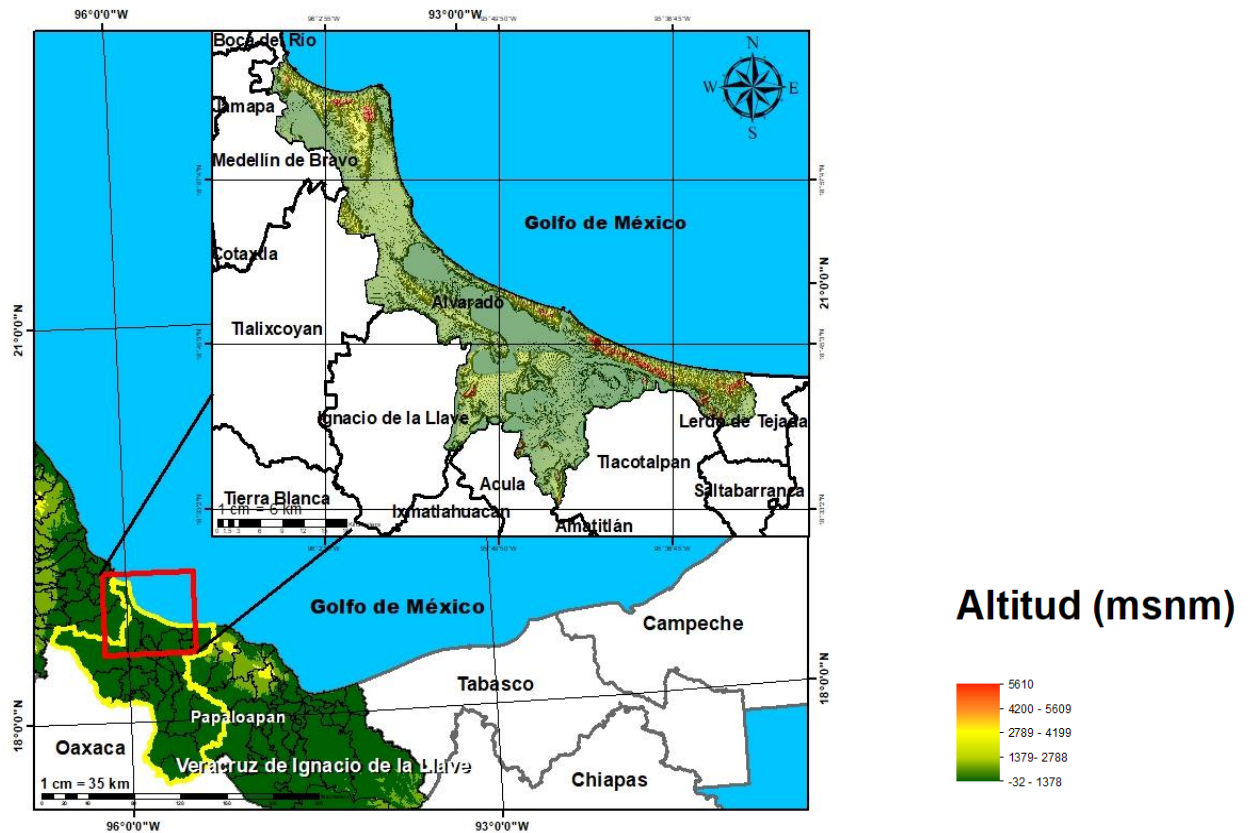 96°0'0"W
93°0'0"W
Boca del Río
N
W
E
S
Jamapa
Medellín de Bravo
Golfo de México
Cotaxtla
21°0'0"N
Alvarado
21°0'0"N
Tlalixcoyan
Ignacio de la Llave
Lerdo de Tejada
Tlacotalpan
Acula
Saltabarranca
Tierra Blanca
1 cm = 6 km
Ixmatlahuacán
Amatitlán
Golfo de México
Campeche
Altitud (msnm)
Tabasco
18°0'0"N
5610
4200 - 5609
2789 - 4199
1379- 2788
-32 - 1378
18°0'0"N
Papaloapan
Oaxaca
Veracruz de Ignacio de la Llave
Chiapas
1 cm = 35 km
96°0'0"W
93°0'0"W